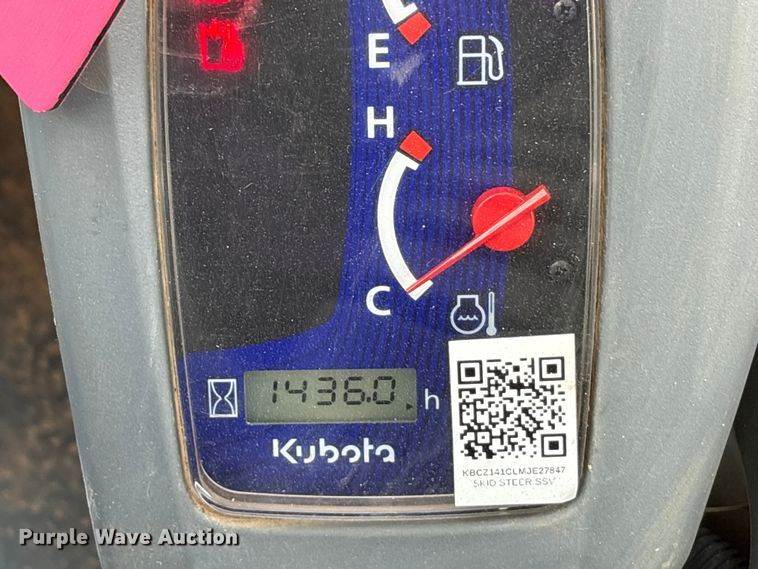 E
H
C
1436.0 h
Kubota
KBCZ141CLMJE27847
SKID STEER SSV
Purple Wave Auction